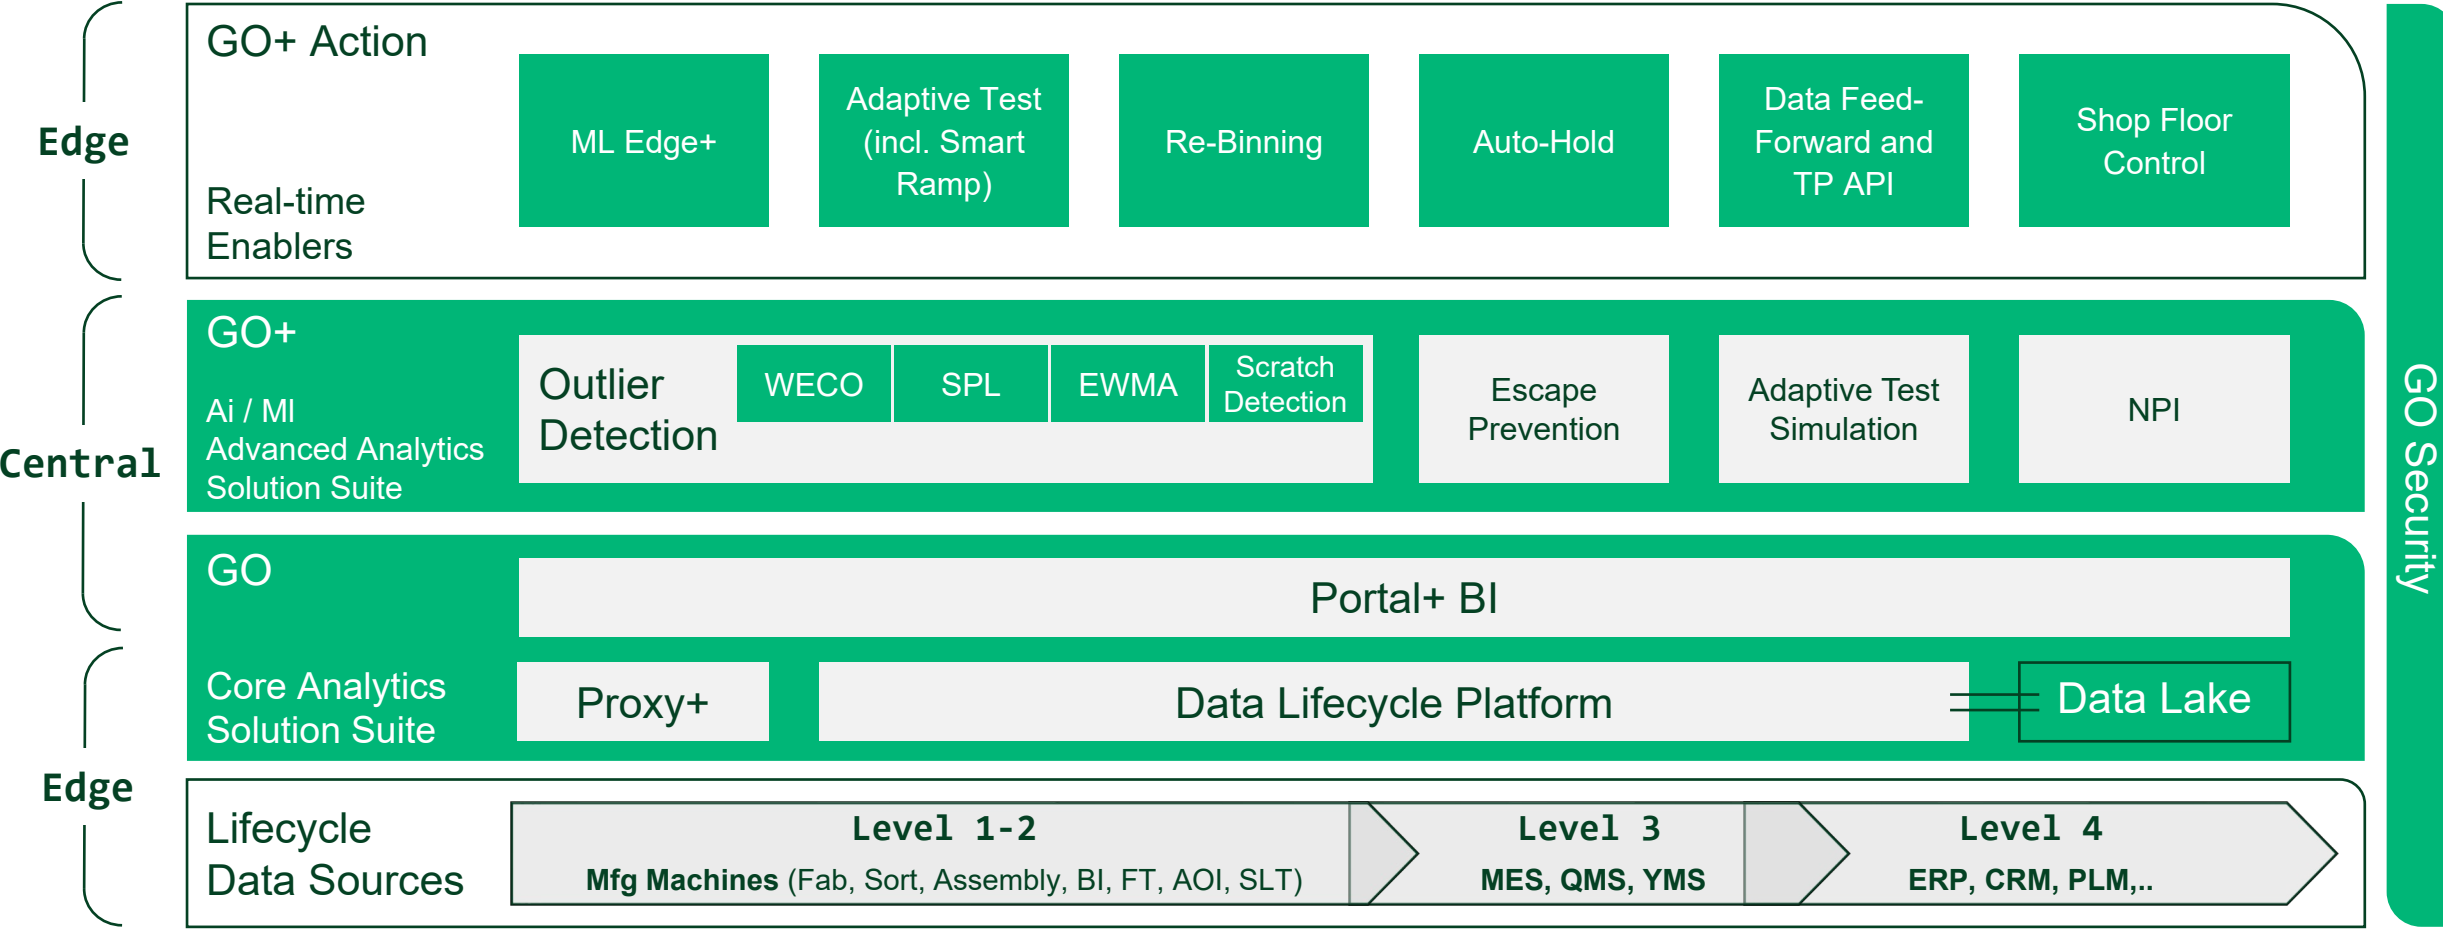 Edge
GO+ Action
Real-time
Enablers
ML Edge+
Adaptive Test
(incl. Smart
Ramp)
Re-Binning
Auto-Hold
Data Feed-
Forward and
TP API
Shop Floor
Control
Central
GO+
Ai / Ml
Advanced Analytics
Solution Suite
Outlier
Detection
WECO
SPL
EWMA
Scratch
Detection
Escape
Prevention
Adaptive Test
Simulation
NPI
GO
Core Analytics
Solution Suite
Portal+ BI
Proxy+
Data Lifecycle Platform
Data Lake
Edge
Lifecycle
Data Sources
Level 1-2
Mfg Machines (Fab, Sort, Assembly, BI, FT, AOI, SLT)
Level 3
MES, QMS, YMS
Level 4
ERP, CRM, PLM,..
GO Security